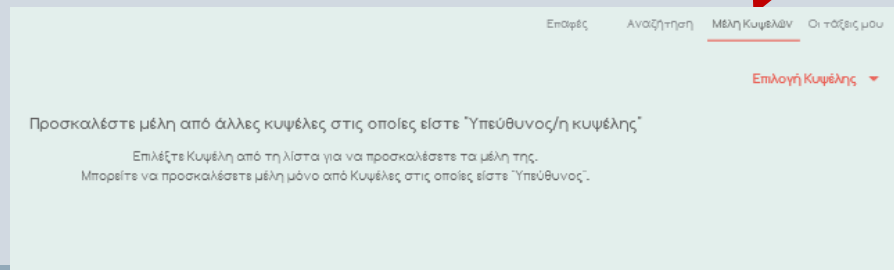 Επαφές Αναζήτηση Μέλη Κυψελών Οι τάξεις μου
Επιλογή Κυψέλης
Προσκαλέστε μέλη από άλλες κυψέλες στις οποίες είστε "Υπεύθυνος/η κυψέλης"
Επιλέξτε Κυψέλη από τη λίστα για να προσκαλέσετε τα μέλη της.
Μπορείτε να προσκαλέσετε μέλη μόνο από Κυψέλες στις οποίες είστε "Υπεύθυνος".